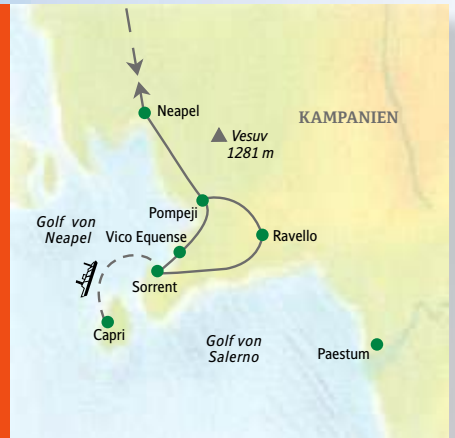 Neapel
KAMPANIEN
Vesuv
1281 m
Pompeji
Golf von
Neapel
Vico Equense
Ravello
Sorrent
Capri
Golf von
Salerno
Paestum